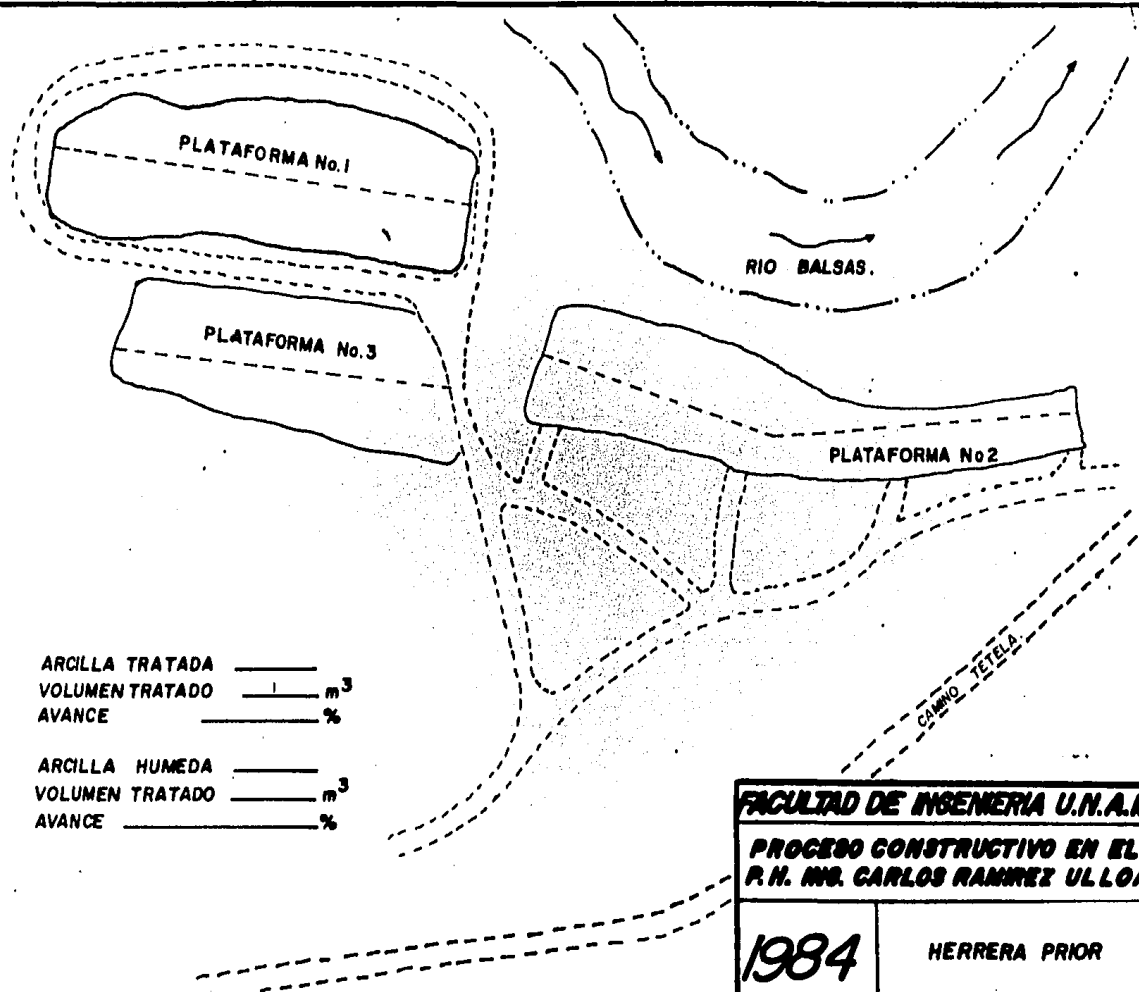 PLATAFORMA No.1
RIO BALSAS.
PLATAFORMA No.3
PLATAFORMA No2
ARCILLA TRATADA
VOLUMEN TRATADO m³
AVANCE %
ARCILLA HUMEDA
VOLUMEN TRATADO m³
AVANCE %
CAMINO TETELA.
FACULTAD DE INGENIERIA U.N.A.
PROCESO CONSTRUCTIVO EN EL
P.H. ING. CARLOS RAMIREZ ULLOA
1984
HERRERA PRIOR